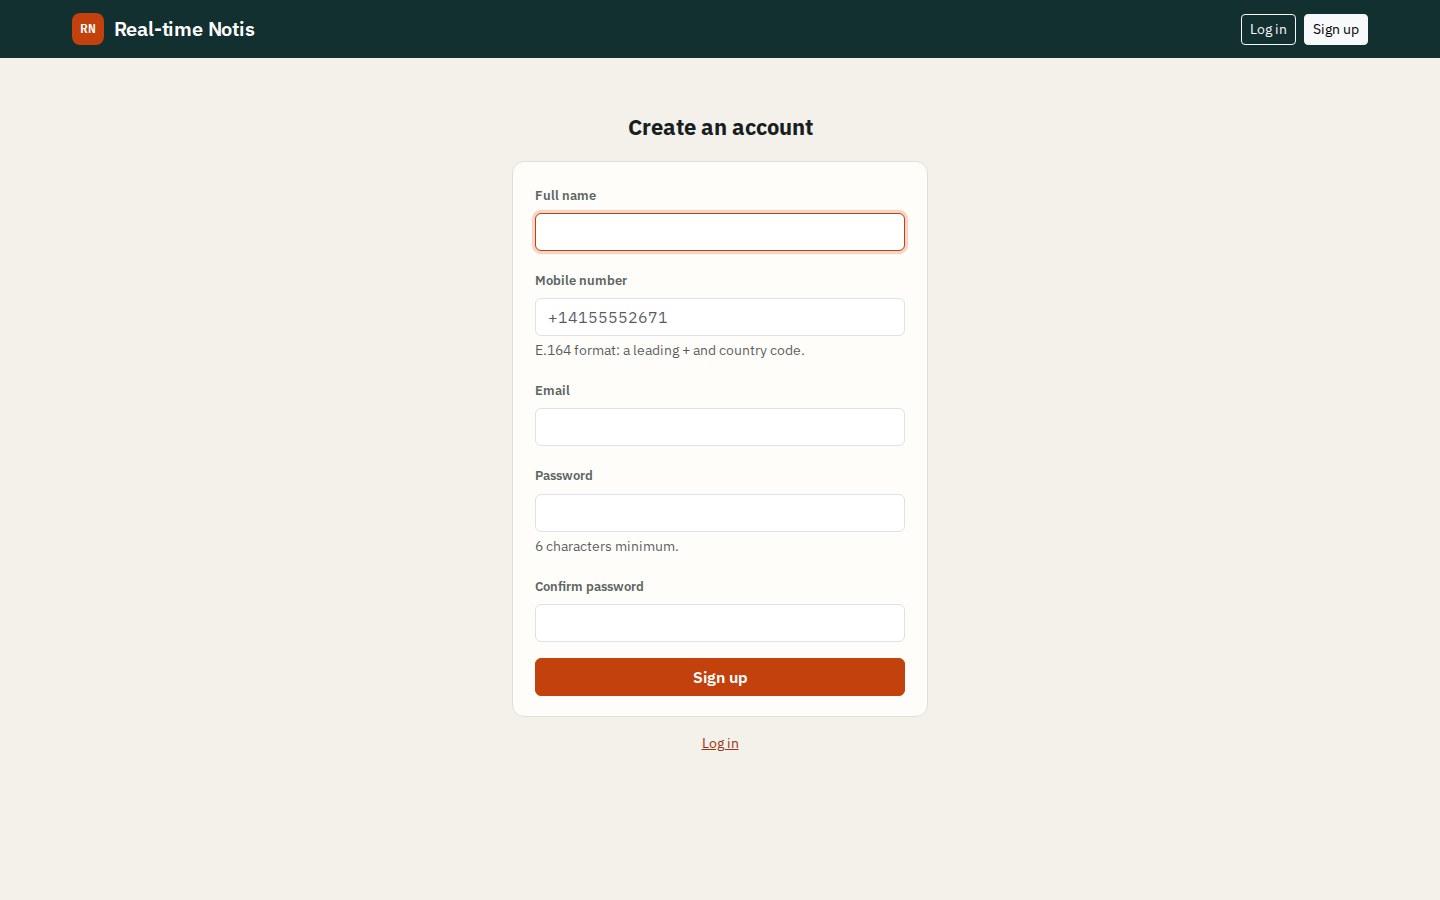 RN
Real-time Notis
Log in
Sign up
Create an account
Full name
Mobile number
+14155552671
E.164 format: a leading + and country code.
Email
Password
6 characters minimum.
Confirm password
Sign up
Log in